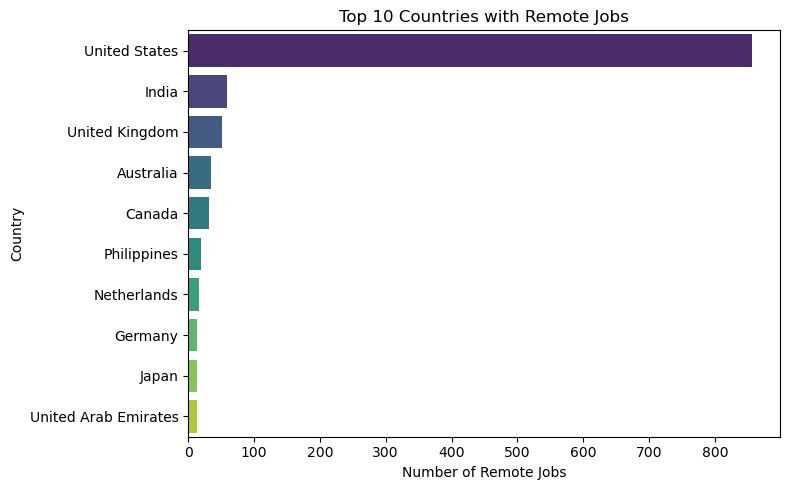 Top 10 Countries with Remote Jobs
United States
India
United Kingdom
Australia
Canada
Philippines
Netherlands
Germany
Japan
United Arab Emirates
Country
0 100 200 300 400 500 600 700 800
Number of Remote Jobs